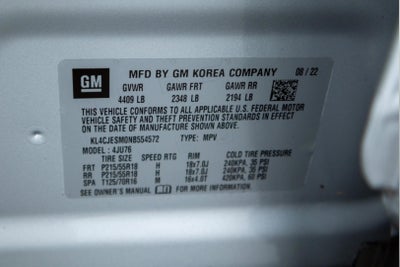 GM
MFD BY GM KOREA COMPANY 08/22
GVWR GAWR FRT GAWR RR
4409 LB 2348 LB 2194 LB
THIS VEHICLE CONFORMS TO ALL APPLICABLE U.S. FEDERAL MOTOR
VEHICLE SAFETY AND THEFT PREVENTION STANDARDS IN EFFECT ON
THE DATE OF MANUFACTURE SHOWN ABOVE.
KL4CJESM0NB554572 TYPE: MPV
MODEL: 4JU76
TIRE SIZE SPEED RTG RIM COLD TIRE PRESSURE
FRT P215/55R18 H 18x7.0J 240KPA, 35 PSI
RR P215/55R18 H 18x7.0J 240KPA, 35 PSI
SPA T125/70R16 M 16x4.0T 420KPA, 60 PSI
SEE OWNER'S MANUAL FOR MORE INFORMATION.